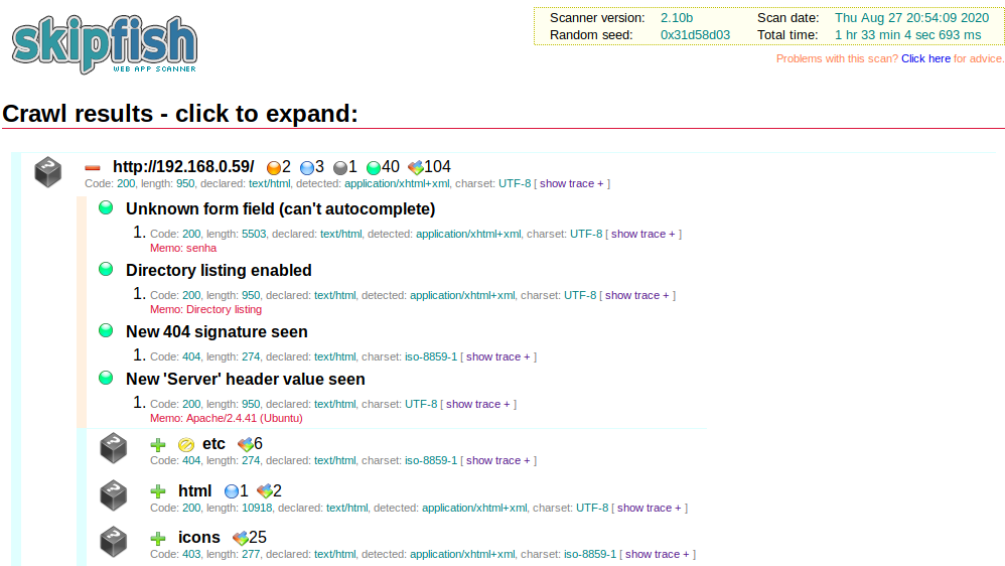 skipfish
WEB APP SCANNER
Scanner version: 2.10b Scan date: Thu Aug 27 20:54:09 2020
Random seed: 0x31d58d03 Total time: 1 hr 33 min 4 sec 693 ms
Problems with this scan? Click here for advice.
Crawl results - click to expand:
http://192.168.0.59/ 2 3 1 40 104
Code: 200, length: 950, declared: text/html, detected: application/xhtml+xml, charset: UTF-8 [ show trace + ]
Unknown form field (can't autocomplete)
1. Code: 200, length: 5503, declared: text/html, detected: application/xhtml+xml, charset: UTF-8 [ show trace + ]
Memo: senha
Directory listing enabled
1. Code: 200, length: 950, declared: text/html, detected: application/xhtml+xml, charset: UTF-8 [ show trace + ]
Memo: Directory listing
New 404 signature seen
1. Code: 404, length: 274, declared: text/html, charset: iso-8859-1 [ show trace + ]
New 'Server' header value seen
1. Code: 200, length: 950, declared: text/html, charset: UTF-8 [ show trace + ]
Memo: Apache/2.4.41 (Ubuntu)
etc 6
Code: 404, length: 274, declared: text/html, charset: iso-8859-1 [ show trace + ]
html 1 2
Code: 200, length: 10918, declared: text/html, detected: application/xhtml+xml, charset: UTF-8 [ show trace + ]
icons 25
Code: 403, length: 277, declared: text/html, detected: application/xhtml+xml, charset: iso-8859-1 [ show trace + ]